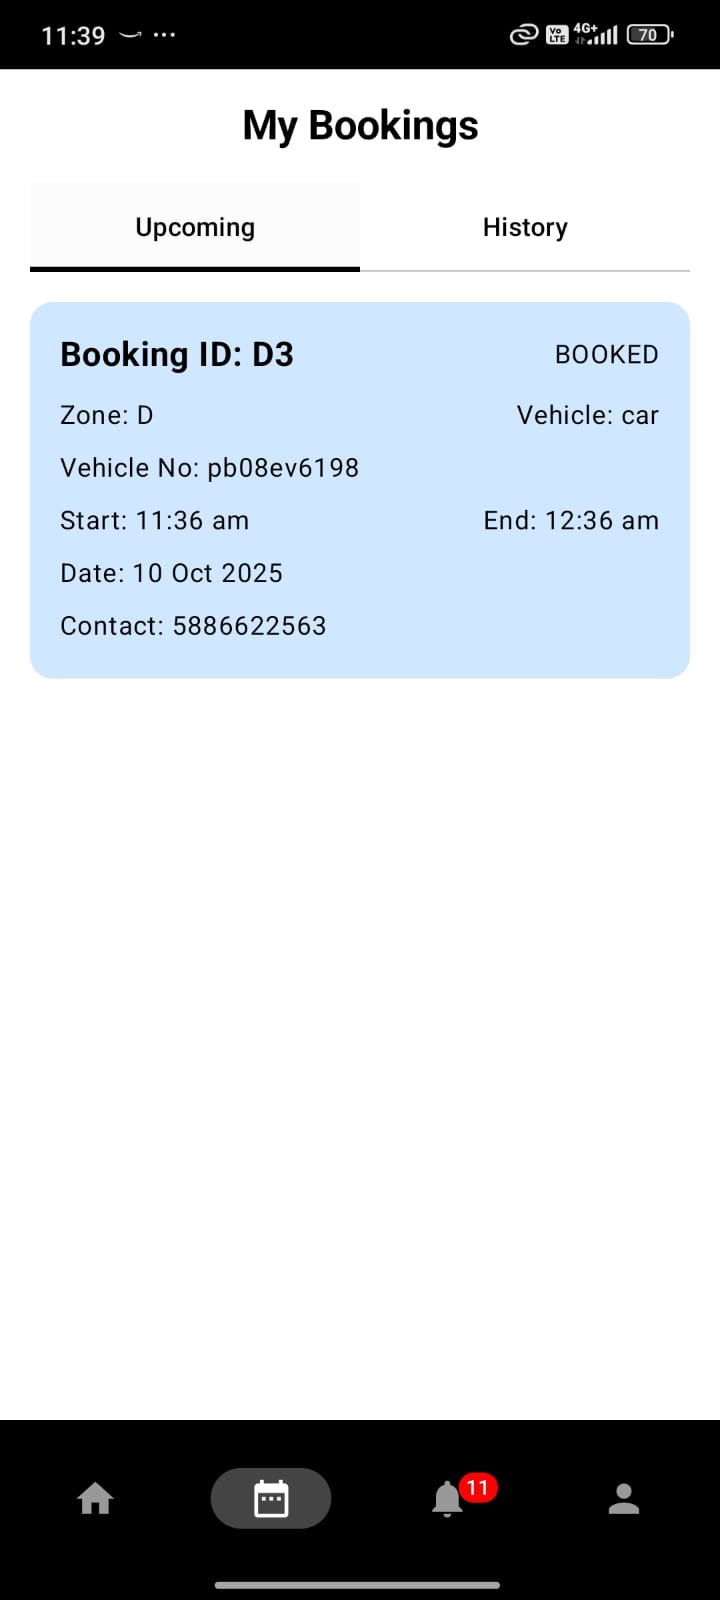 11:39 ... Vo LTE 4G+ 70
My Bookings
Upcoming History
Booking ID: D3 BOOKED
Zone: D Vehicle: car
Vehicle No: pb08ev6198
Start: 11:36 am End: 12:36 am
Date: 10 Oct 2025
Contact: 5886622563
11